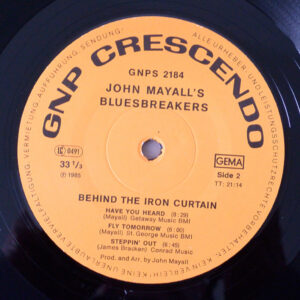 GNP CRESCENDO
GNPS 2184
JOHN MAYALL'S
BLUESBREAKERS
LC 0491
33 1/3
℗ 1985
GEMA
Side 2
TT: 21:14
BEHIND THE IRON CURTAIN
HAVE YOU HEARD (8:29)
(Mayall) Getaway Music BMI
FLY TOMORROW (6:00)
(Mayall) St. George Music BMI
STEPPIN' OUT (6:45)
(James Bracken) Conrad Music
Prod. and Arr. by John Mayall